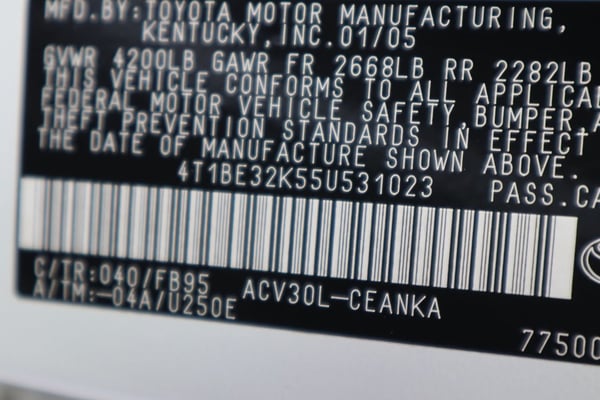 MFD.BY:TOYOTA MOTOR MANUFACTURING,
KENTUCKY,INC.01/05
GVWR 4200LB GAWR FR 2668LB RR 2282LB
THIS VEHICLE CONFORMS TO ALL APPLICA
FEDERAL MOTOR VEHICLE SAFETY,BUMPER,A
THEFT PREVENTION STANDARDS IN EFFECT
THE DATE OF MANUFACTURE SHOWN ABOVE.
4T1BE32K55U531023 PASS.CA
C/TR:040/FB95 ACV30L-CEANKA
A/TM:-04A/U250E
77500